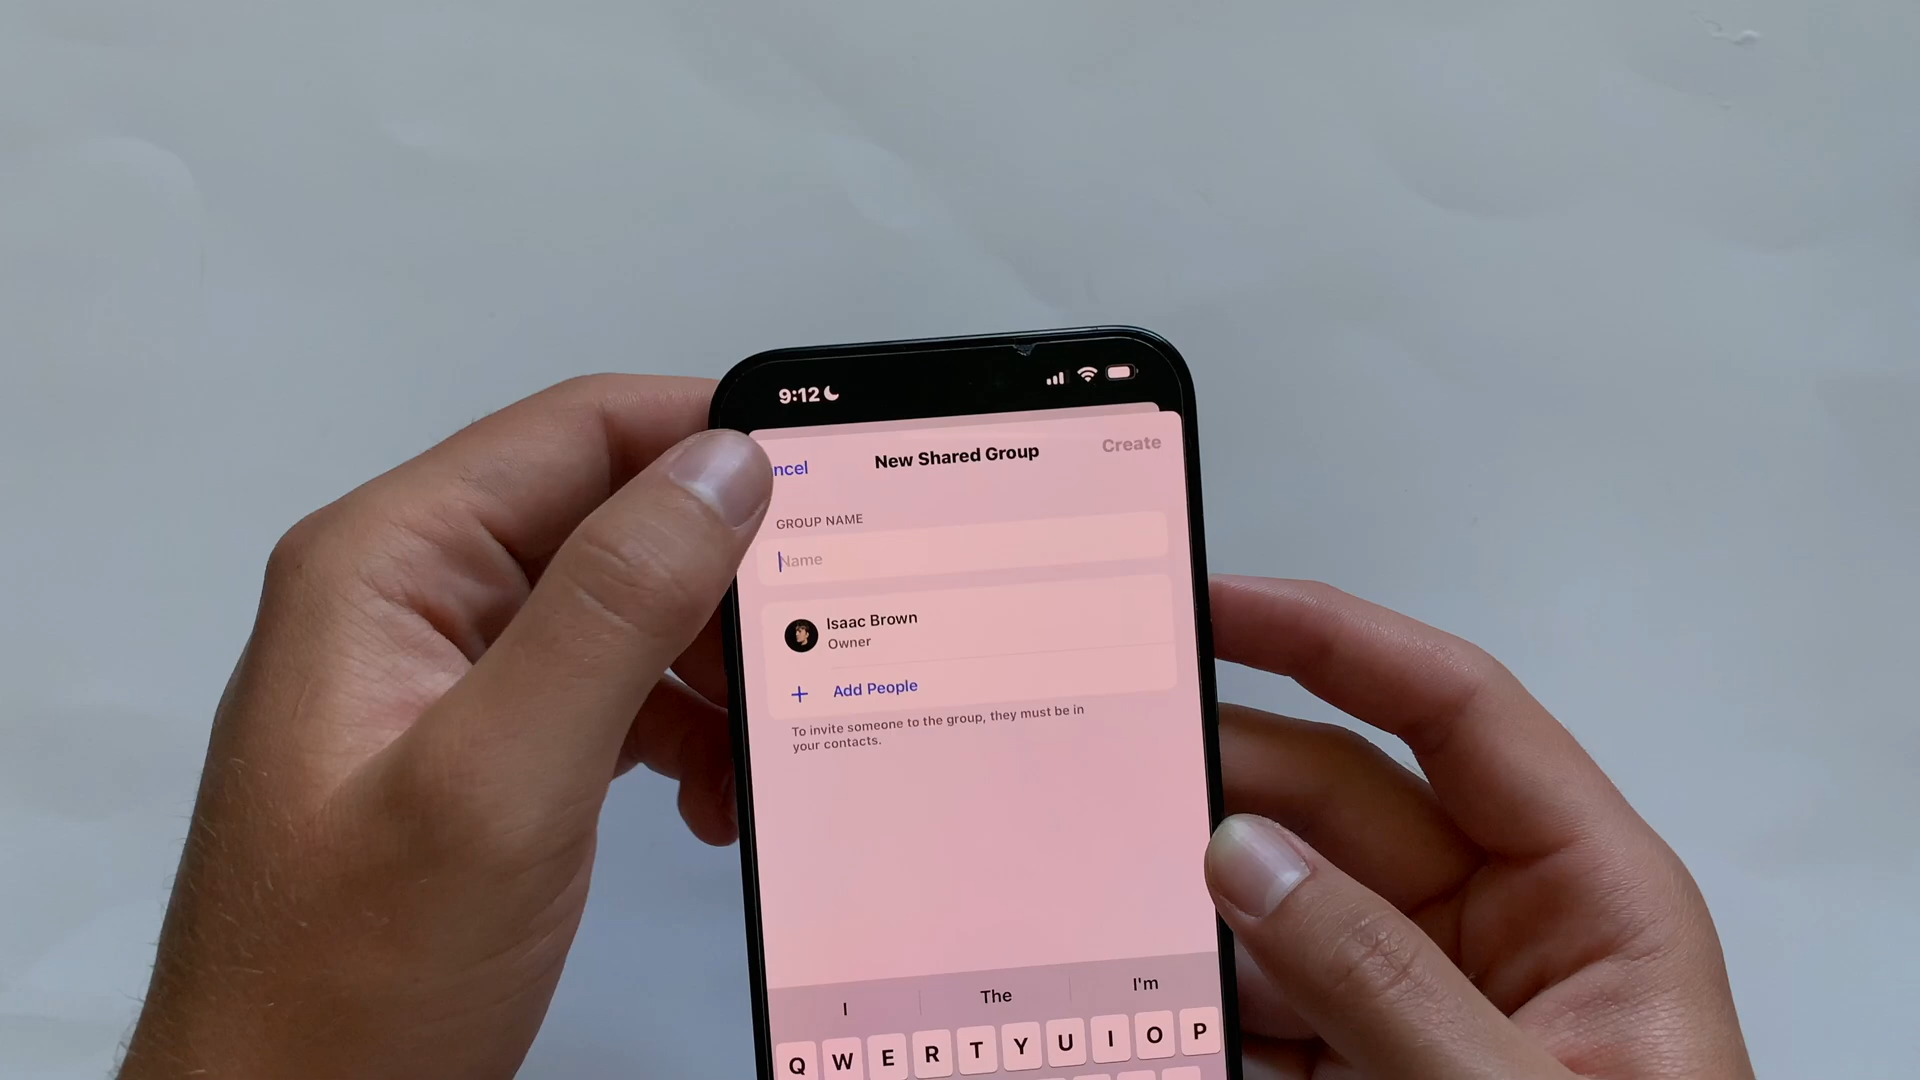 9:12
ncel New Shared Group Create
GROUP NAME
Name
Isaac Brown
Owner
+ Add People
To invite someone to the group, they must be in
your contacts.
I The I'm
Q W E R T Y U I O P